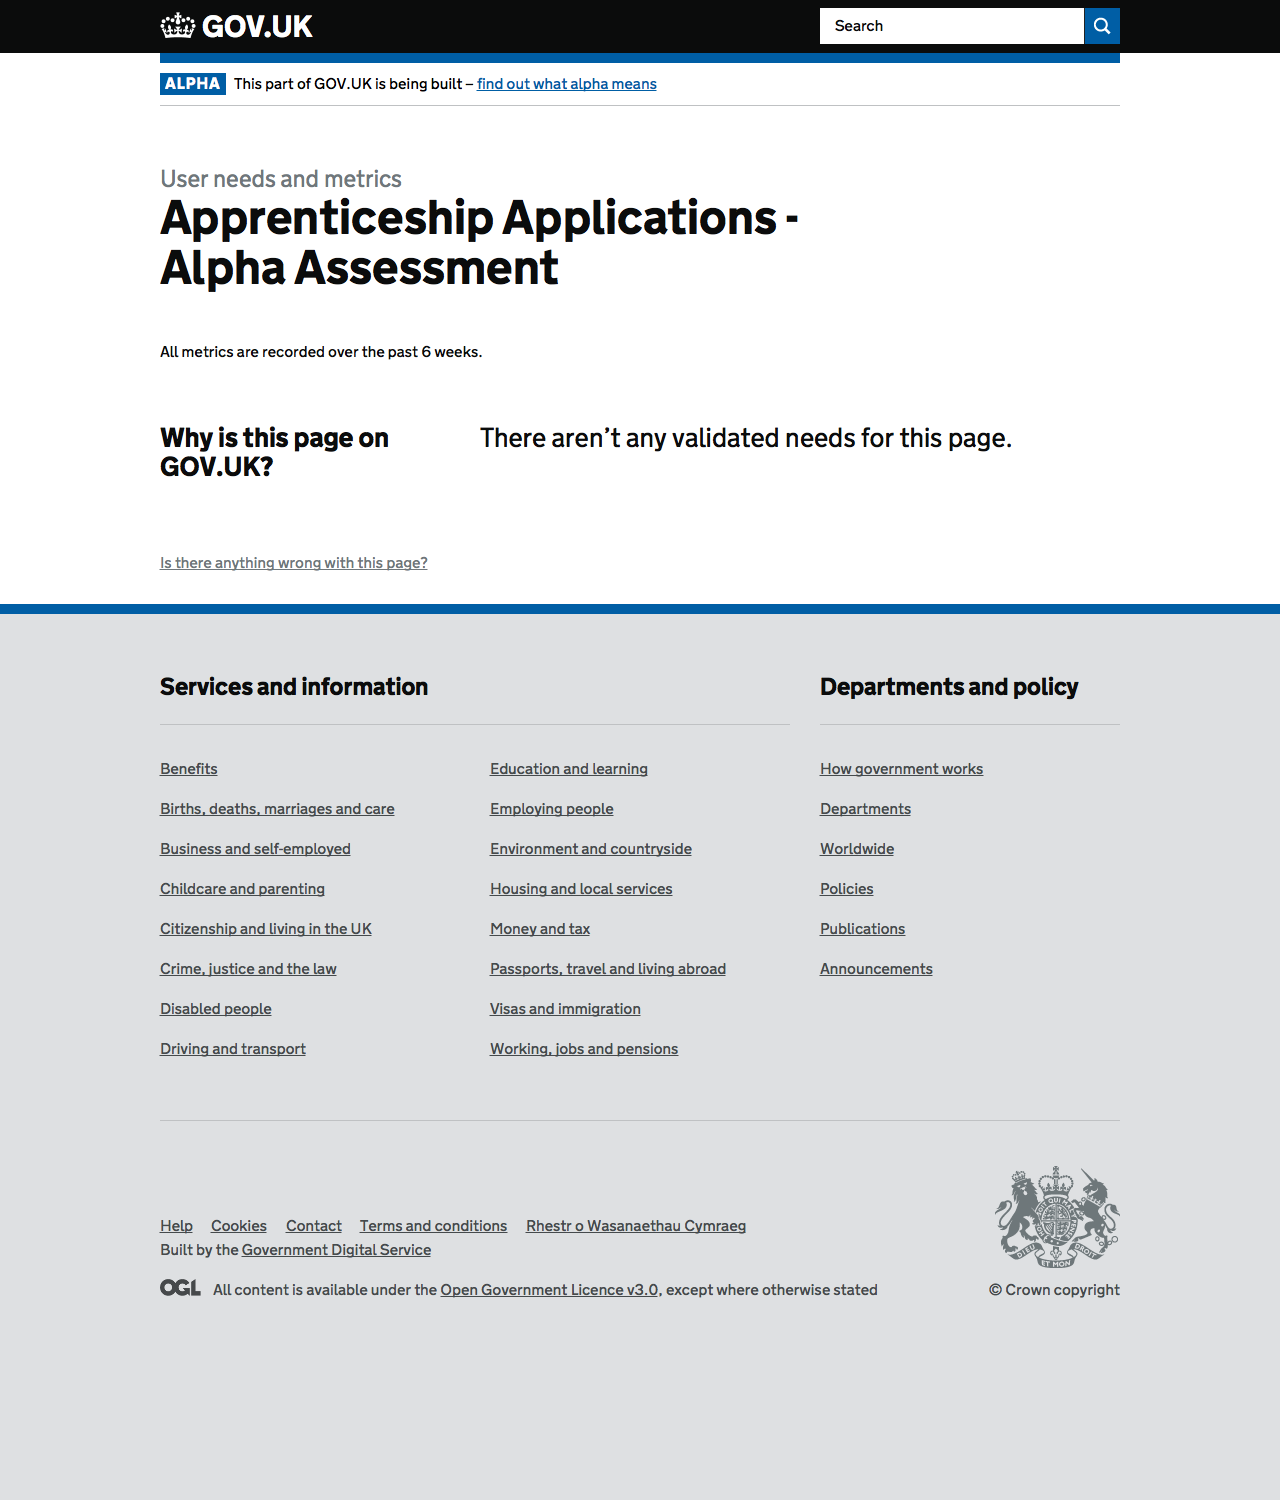 GOV.UK
Search
ALPHA This part of GOV.UK is being built – find out what alpha means
User needs and metrics
Apprenticeship Applications -
Alpha Assessment
All metrics are recorded over the past 6 weeks.
Why is this page on
GOV.UK?
There aren’t any validated needs for this page.
Is there anything wrong with this page?
Services and information
Benefits
Births, deaths, marriages and care
Business and self-employed
Childcare and parenting
Citizenship and living in the UK
Crime, justice and the law
Disabled people
Driving and transport
Education and learning
Employing people
Environment and countryside
Housing and local services
Money and tax
Passports, travel and living abroad
Visas and immigration
Working, jobs and pensions
Departments and policy
How government works
Departments
Worldwide
Policies
Publications
Announcements
Help Cookies Contact Terms and conditions Rhestr o Wasanaethau Cymraeg
Built by the Government Digital Service
OGL All content is available under the Open Government Licence v3.0, except where otherwise stated
DIEU ET MON DROIT
© Crown copyright